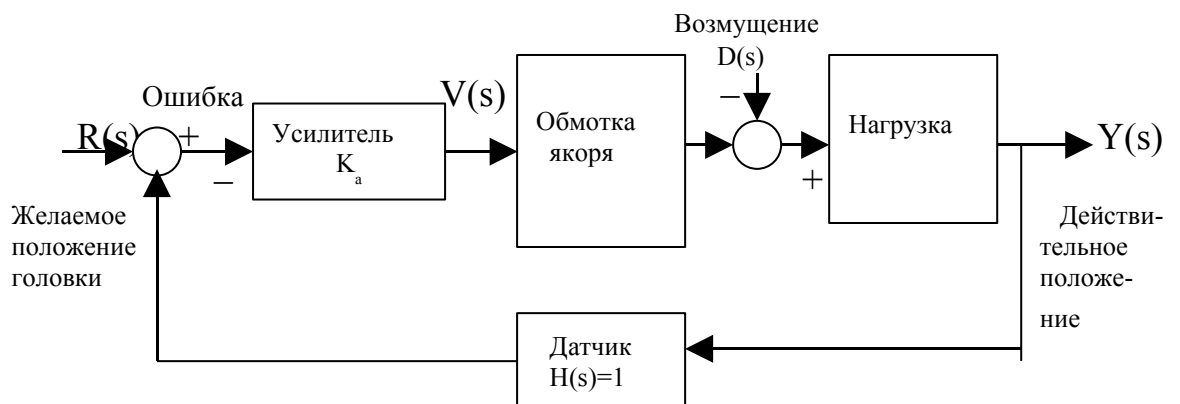 Возмущение
D(s)
−
Ошибка
V(s)
R(s)
+
−
Усилитель
Kₐ
Обмотка
якоря
+
Нагрузка
Y(s)
Желаемое
положение
головки
Действи-
тельное
положе-
ние
Датчик
H(s)=1